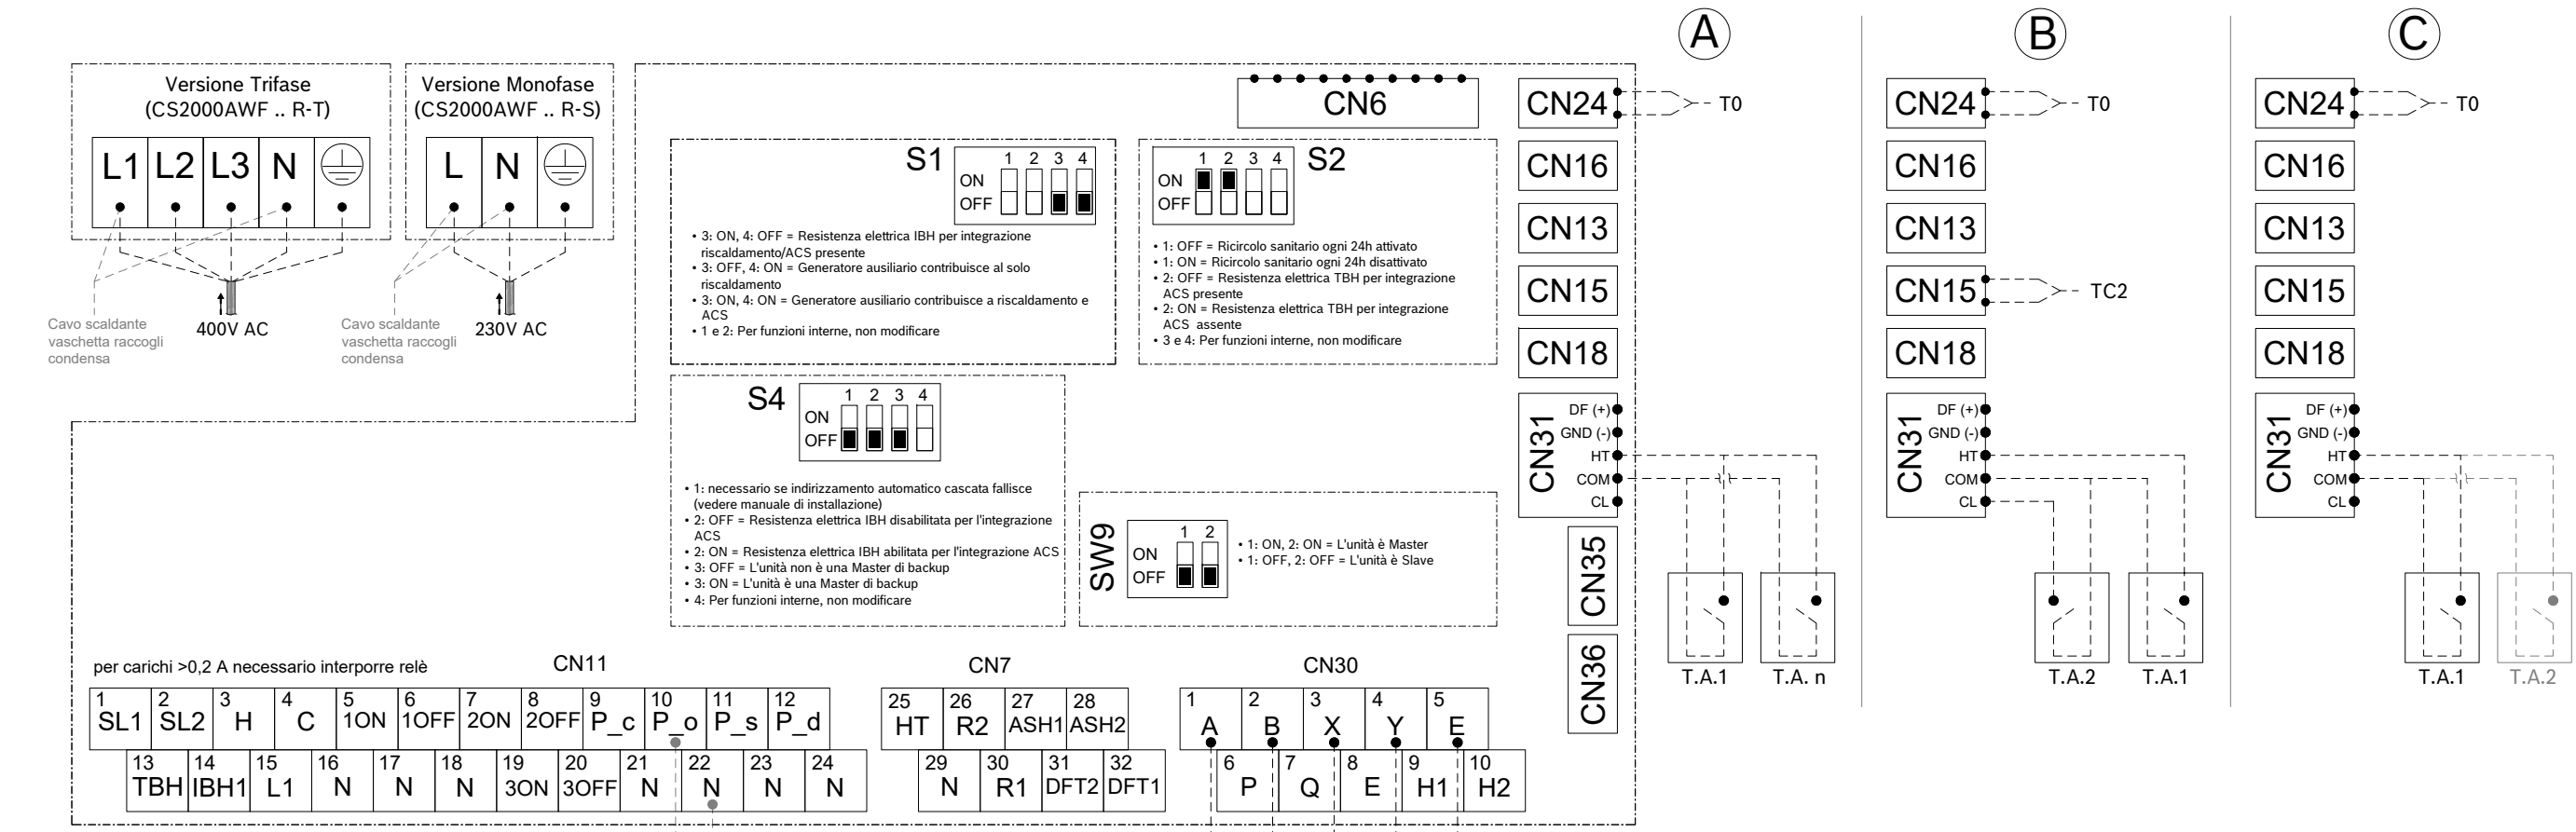 A
B
C
Versione Trifase
(CS2000AWF .. R-T)
L1 L2 L3 N
Cavo scaldante
vaschetta raccogli
condensa
400V AC
Versione Monofase
(CS2000AWF .. R-S)
L N
Cavo scaldante
vaschetta raccogli
condensa
230V AC
CN6
S1
1 2 3 4
ON
OFF
• 3: ON, 4: OFF = Resistenza elettrica IBH per integrazione
riscaldamento/ACS presente
• 3: OFF, 4: ON = Generatore ausiliario contribuisce al solo
riscaldamento
• 3: ON, 4: ON = Generatore ausiliario contribuisce a riscaldamento e
ACS
• 1 e 2: Per funzioni interne, non modificare
S2
1 2 3 4
ON
OFF
• 1: OFF = Ricircolo sanitario ogni 24h attivato
• 1: ON = Ricircolo sanitario ogni 24h disattivato
• 2: OFF = Resistenza elettrica TBH per integrazione
ACS presente
• 2: ON = Resistenza elettrica TBH per integrazione
ACS assente
• 3 e 4: Per funzioni interne, non modificare
S4
1 2 3 4
ON
OFF
• 1: necessario se indirizzamento automatico cascata fallisce
(vedere manuale di installazione)
• 2: OFF = Resistenza elettrica IBH disabilitata per l'integrazione
ACS
• 2: ON = Resistenza elettrica IBH abilitata per l'integrazione ACS
• 3: OFF = L'unità non è una Master di backup
• 3: ON = L'unità è una Master di backup
• 4: Per funzioni interne, non modificare
SW9
1 2
ON
OFF
• 1: ON, 2: ON = L'unità è Master
• 1: OFF, 2: OFF = L'unità è Slave
CN24
T0
CN16
CN13
CN15
CN18
CN31
DF (+)
GND (-)
HT
COM
CL
CN35
CN36
T.A.1
T.A. n
CN24
T0
CN16
CN13
CN15
TC2
CN18
CN31
DF (+)
GND (-)
HT
COM
CL
T.A.2
T.A.1
CN24
T0
CN16
CN13
CN15
CN18
CN31
DF (+)
GND (-)
HT
COM
CL
T.A.1
T.A.2
per carichi >0,2 A necessario interporre relè
CN11
1 2 3 4 5 6 7 8 9 10 11 12
SL1 SL2 H C 1ON 1OFF 2ON 2OFF P_c P_o P_s P_d
13 14 15 16 17 18 19 20 21 22 23 24
TBH IBH1 L1 N N N 3ON 3OFF N N N N
CN7
25 26 27 28
HT R2 ASH1 ASH2
29 30 31 32
N R1 DFT2 DFT1
CN30
1 2 3 4 5
A B X Y E
6 7 8 9 10
P Q E H1 H2